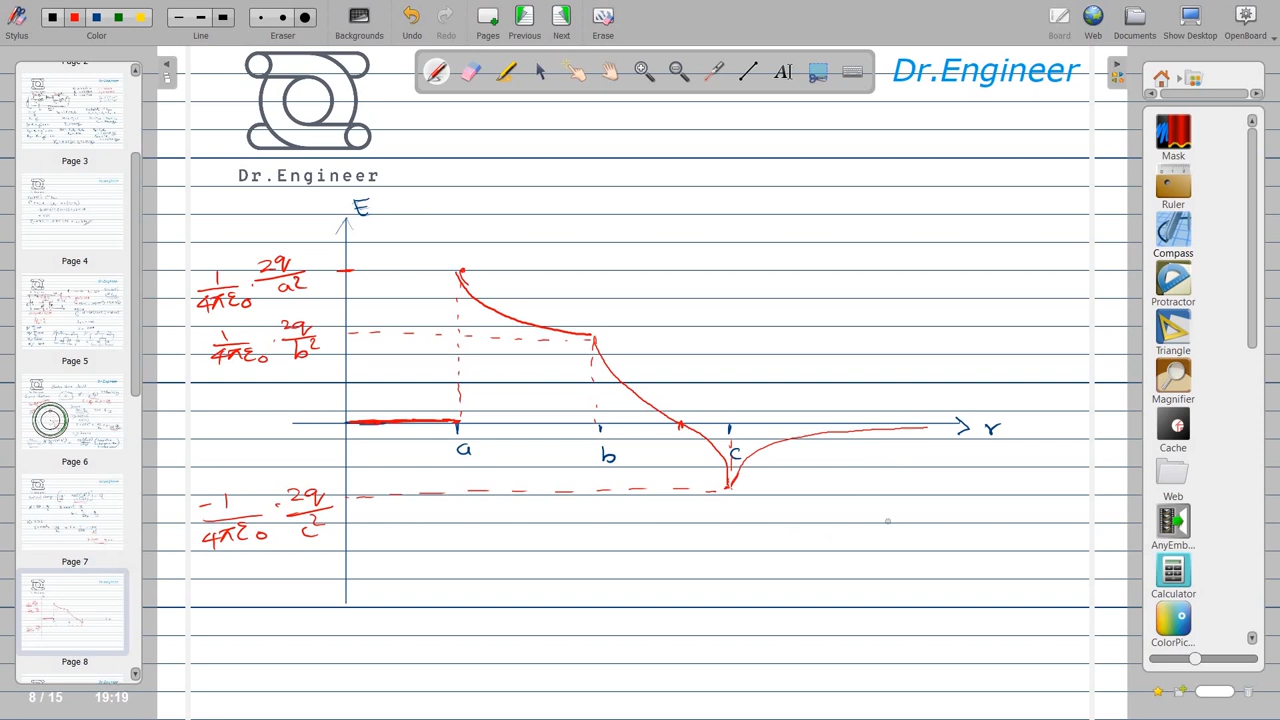 Stylus
Color
Line
Eraser
Backgrounds
Undo
Redo
Pages
Previous
Next
Erase
Board
Web
Documents
Show Desktop
OpenBoard
Page 2
Page 3
Page 4
Page 5
Page 6
Page 7
Page 8
8 / 15
19:19
Dr.Engineer
Dr.Engineer
E
1/4πε0 · 2q/a²
1/4πε0 · 2q/b²
a
b
c
r
-1/4πε0 · 2q/c²
Mask
Ruler
Compass
Protractor
Triangle
Magnifier
Cache
Web
AnyEmb...
Calculator
ColorPic...